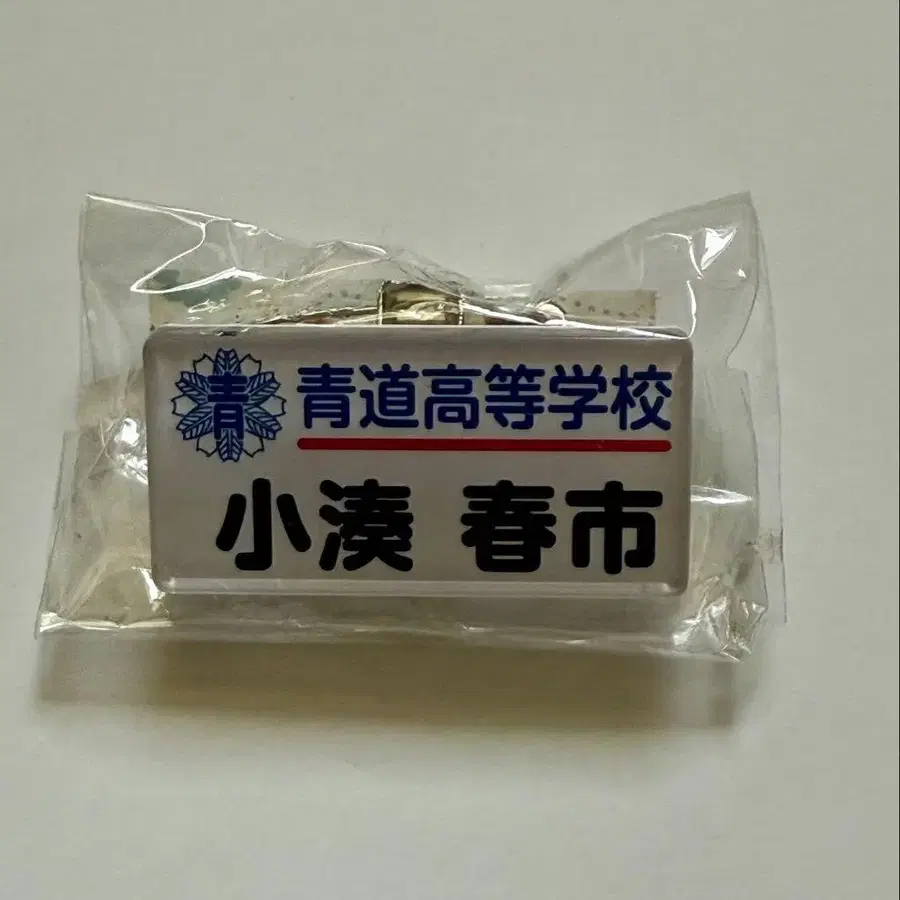 青 青道高等学校
小湊 春市